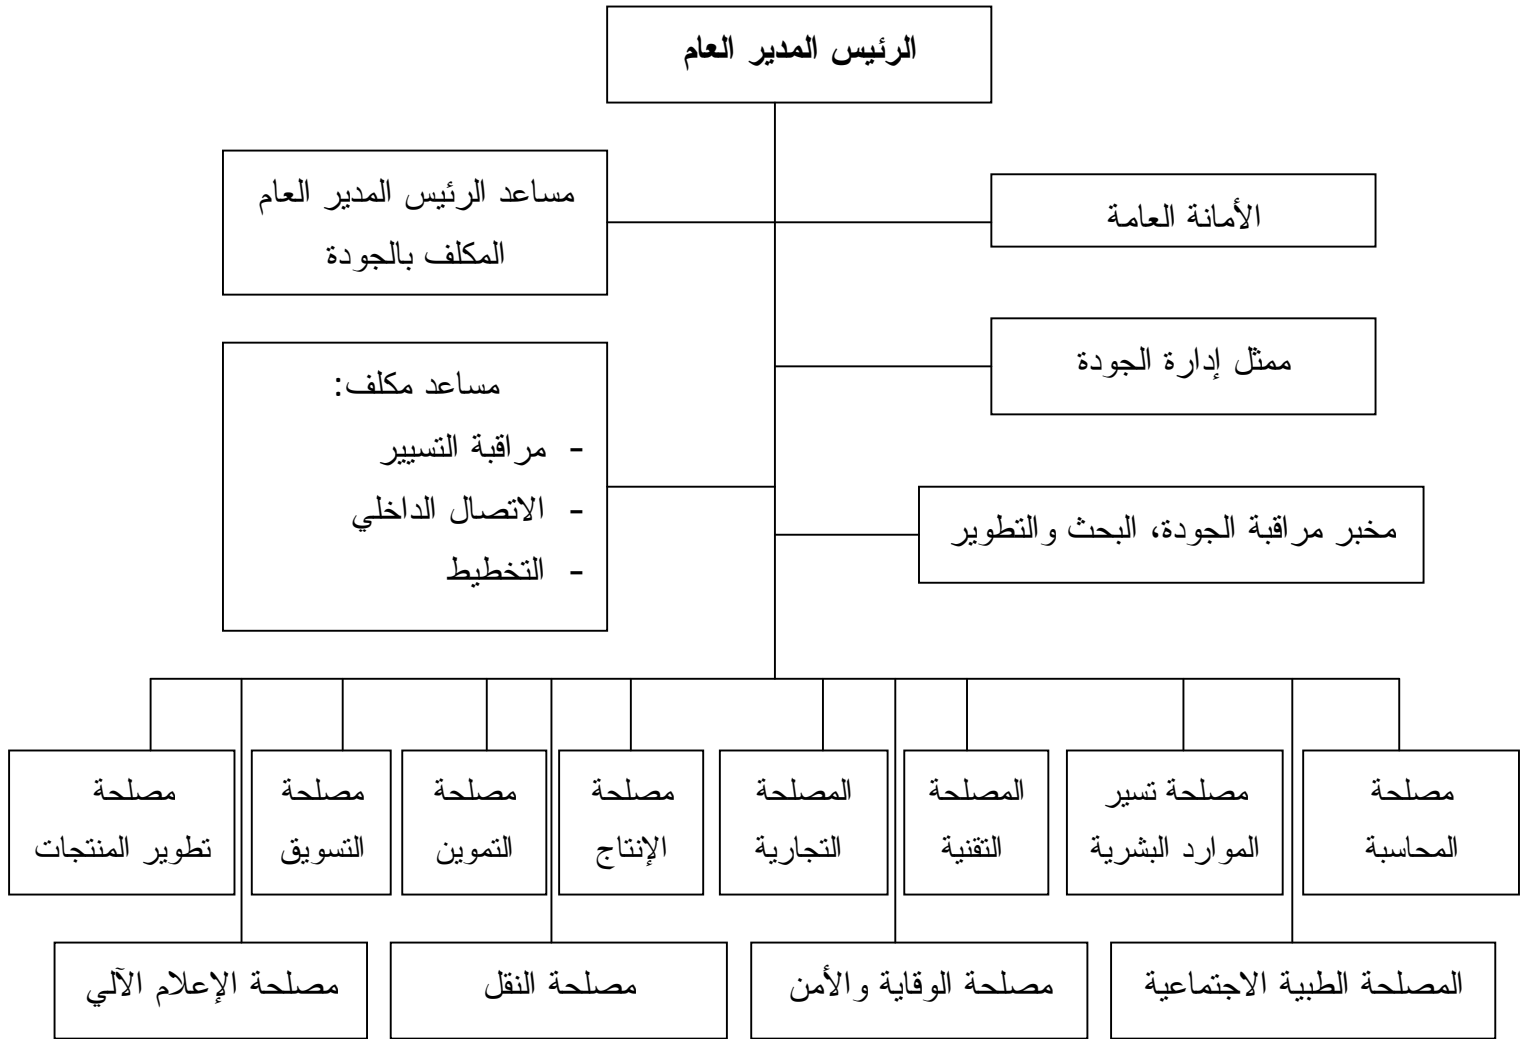 الرئيس المدير العام
الأمانة العامة
مساعد الرئيس المدير العام
المكلف بالجودة
ممثل إدارة الجودة
مساعد مكلف:
- مراقبة التسيير
- الاتصال الداخلي
- التخطيط
مخبر مراقبة الجودة، البحث والتطوير
مصلحة
المحاسبة
مصلحة تسير
الموارد البشرية
المصلحة
التقنية
المصلحة
التجارية
مصلحة
الإنتاج
مصلحة
التموين
مصلحة
التسويق
مصلحة
تطوير المنتجات
المصلحة الطبية الاجتماعية
مصلحة الوقاية والأمن
مصلحة النقل
مصلحة الإعلام الآلي